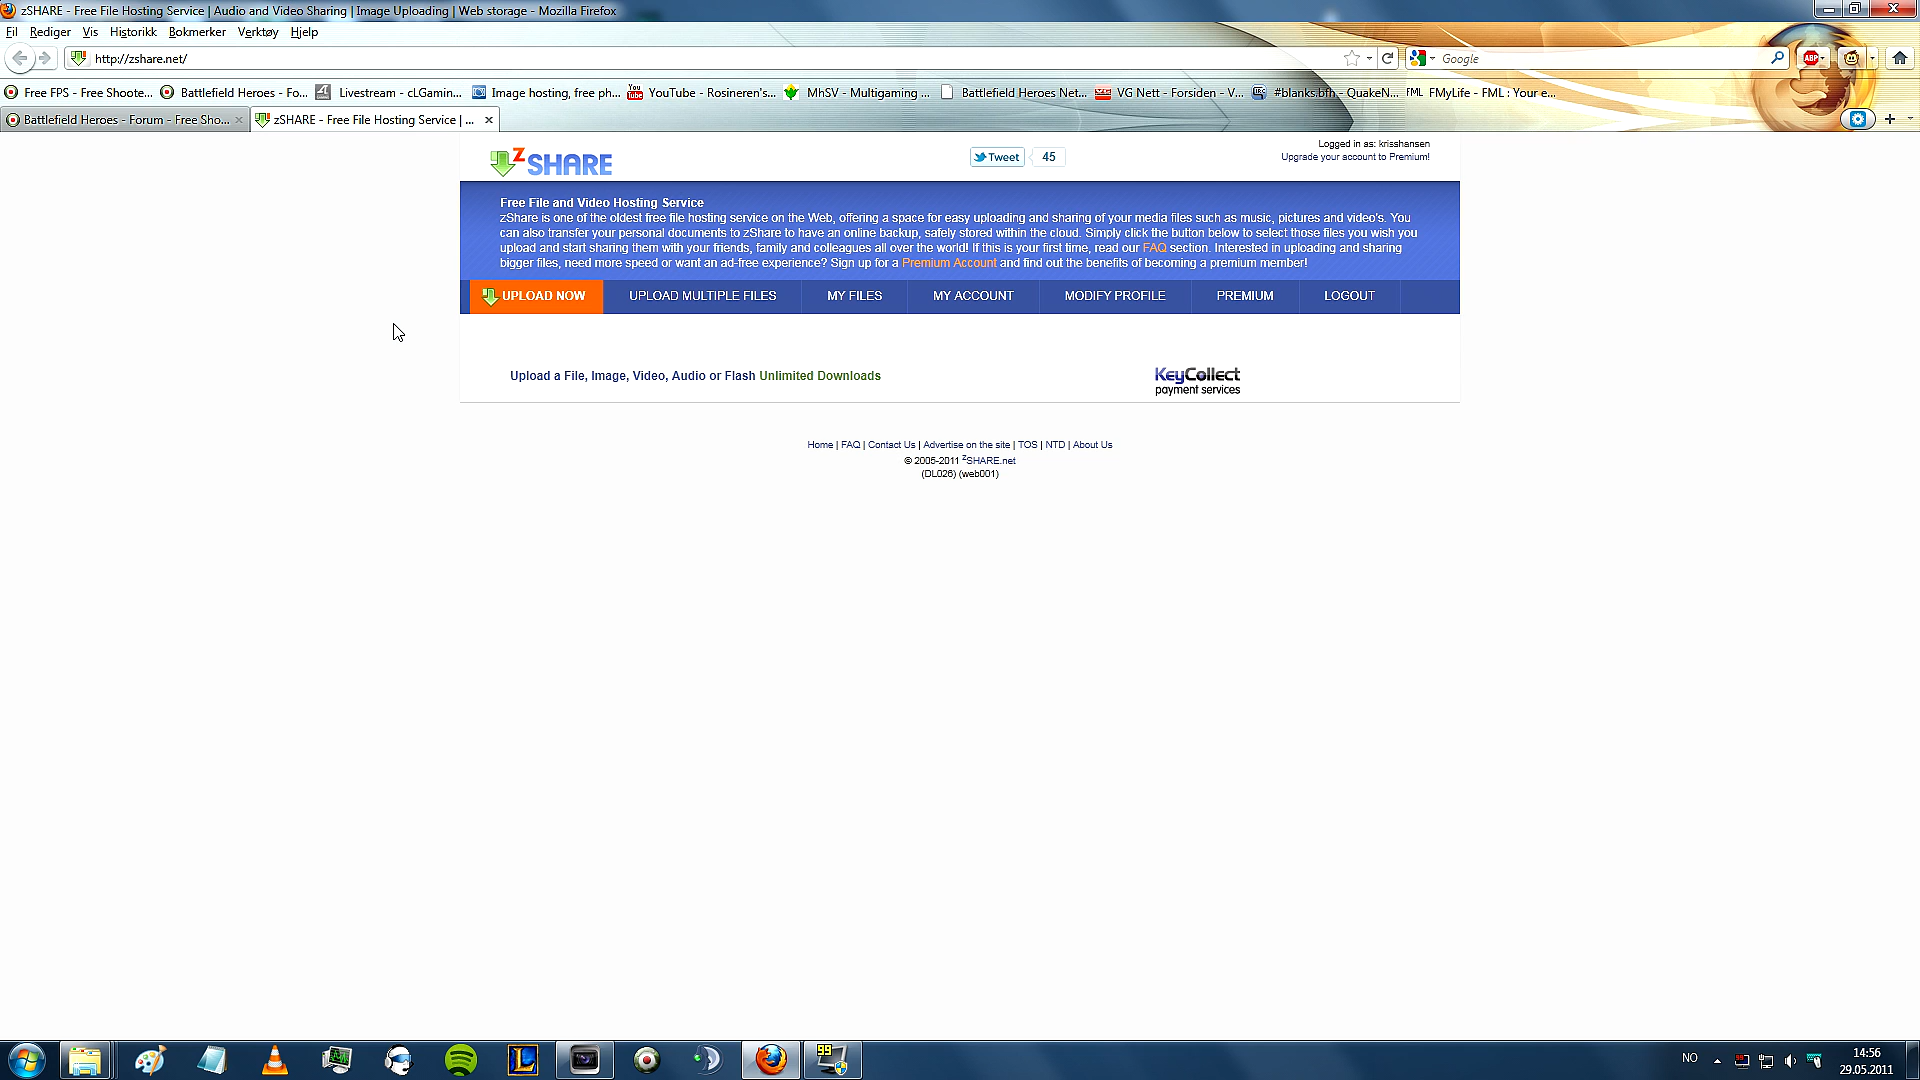 zSHARE - Free File Hosting Service | Audio and Video Sharing | Image Uploading | Web storage - Mozilla Firefox
Fil Rediger Vis Historikk Bokmerker Verktøy Hjelp
http://zshare.net/
Google
ABP
Free FPS - Free Shoote... Battlefield Heroes - Fo... Livestream - cLGamin... Image hosting, free ph... YouTube - Rosineren's... MhSV - Multigaming ... Battlefield Heroes Net... VG Nett - Forsiden - V... #blanks.bfh - QuakeN... FML FMyLife - FML : Your e...
Battlefield Heroes - Forum - Free Sho... zSHARE - Free File Hosting Service | ...
zSHARE
Tweet 45
Logged in as: krisshansen
Upgrade your account to Premium!
Free File and Video Hosting Service
zShare is one of the oldest free file hosting service on the Web, offering a space for easy uploading and sharing of your media files such as music, pictures and video's. You
can also transfer your personal documents to zShare to have an online backup, safely stored within the cloud. Simply click the button below to select those files you wish you
upload and start sharing them with your friends, family and colleagues all over the world! If this is your first time, read our FAQ section. Interested in uploading and sharing
bigger files, need more speed or want an ad-free experience? Sign up for a Premium Account and find out the benefits of becoming a premium member!
UPLOAD NOW UPLOAD MULTIPLE FILES MY FILES MY ACCOUNT MODIFY PROFILE PREMIUM LOGOUT
Upload a File, Image, Video, Audio or Flash Unlimited Downloads
KeyCollect
payment services
Home | FAQ | Contact Us | Advertise on the site | TOS | NTD | About Us
© 2005-2011 zSHARE.net
(DL026) (web001)
L
99
NO
14:56
29.05.2011